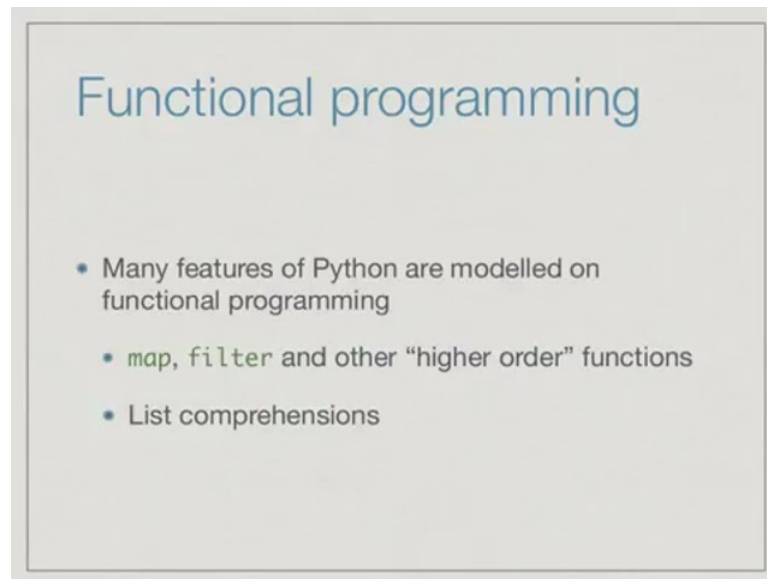 Functional programming
• Many features of Python are modelled on
functional programming
• map, filter and other “higher order” functions
• List comprehensions